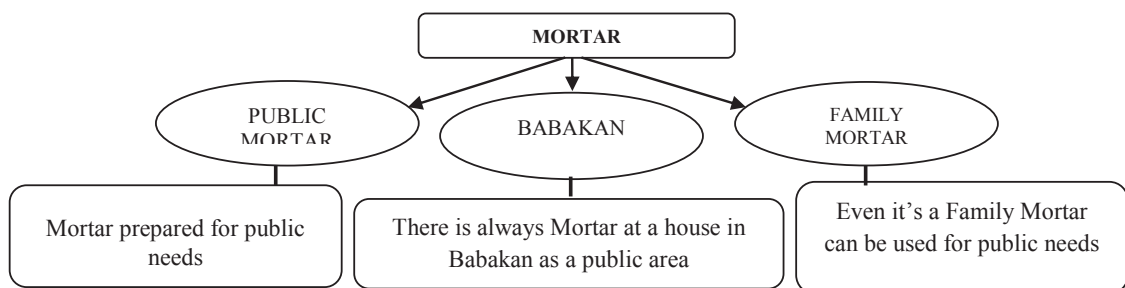 MORTAR
PUBLIC
MORTAR
BABAKAN
FAMILY
MORTAR
Mortar prepared for public
needs
There is always Mortar at a house in
Babakan as a public area
Even it’s a Family Mortar
can be used for public needs